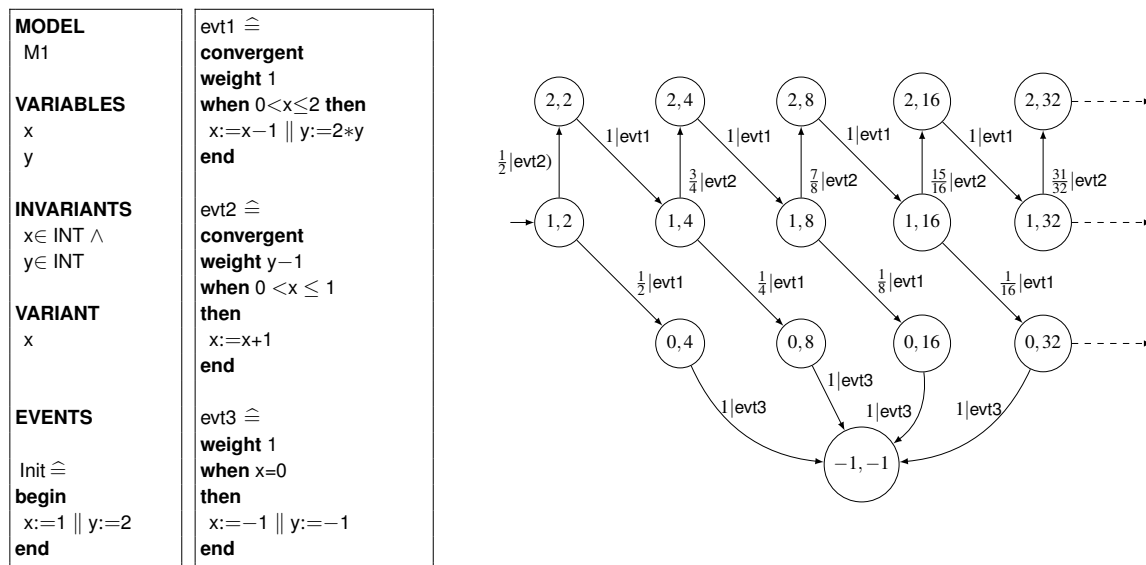 MODEL
M1
VARIABLES
x
y
INVARIANTS
x∈ INT ∧
y∈ INT
VARIANT
x
EVENTS
Init ≙
begin
x:=1 ∥ y:=2
end
evt1 ≙
convergent
weight 1
when 0<x≤2 then
x:=x−1 ∥ y:=2*y
end
evt2 ≙
convergent
weight y−1
when 0 <x ≤ 1
then
x:=x+1
end
evt3 ≙
weight 1
when x=0
then
x:=−1 ∥ y:=−1
end
2, 2 2, 4 2, 8 2, 16 2, 32
1|evt1 1|evt1 1|evt1 1|evt1
1/2|evt2) 3/4|evt2 7/8|evt2 15/16|evt2 31/32|evt2
1, 2 1, 4 1, 8 1, 16 1, 32
1/2|evt1 1/4|evt1 1/8|evt1 1/16|evt1
0, 4 0, 8 0, 16 0, 32
1|evt3 1|evt3 1|evt3 1|evt3
−1, −1